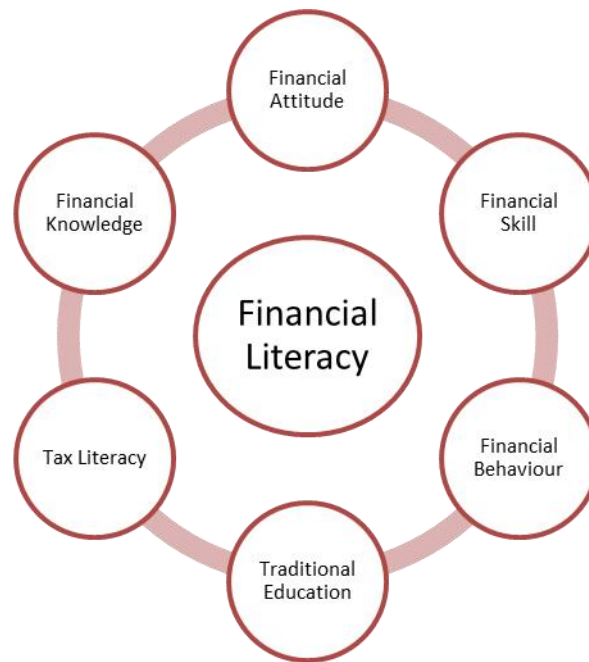 Financial
Attitude
Financial
Knowledge
Financial
Skill
Financial
Literacy
Tax Literacy
Financial
Behaviour
Traditional
Education